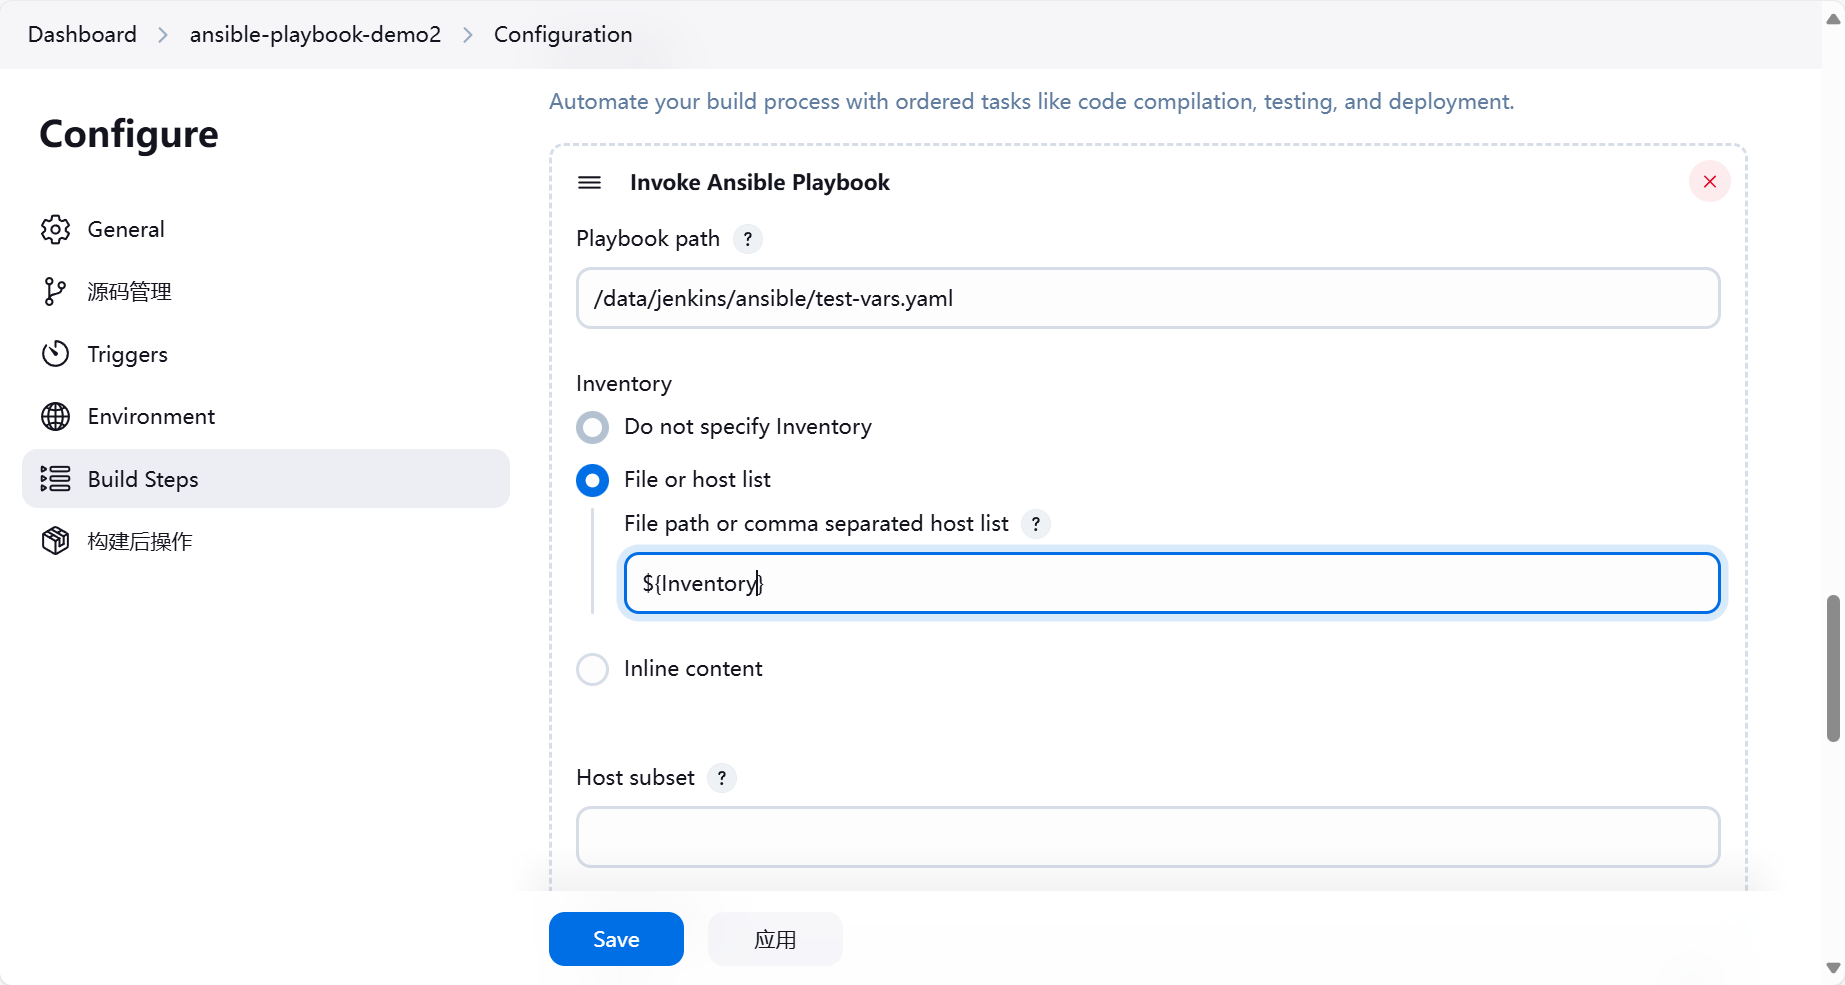 Dashboard > ansible-playbook-demo2 > Configuration
Configure
General
源码管理
Triggers
Environment
Build Steps
构建后操作
Automate your build process with ordered tasks like code compilation, testing, and deployment.
Invoke Ansible Playbook
Playbook path ?
/data/jenkins/ansible/test-vars.yaml
Inventory
Do not specify Inventory
File or host list
File path or comma separated host list ?
${Inventory}
Inline content
Host subset ?
Save
应用